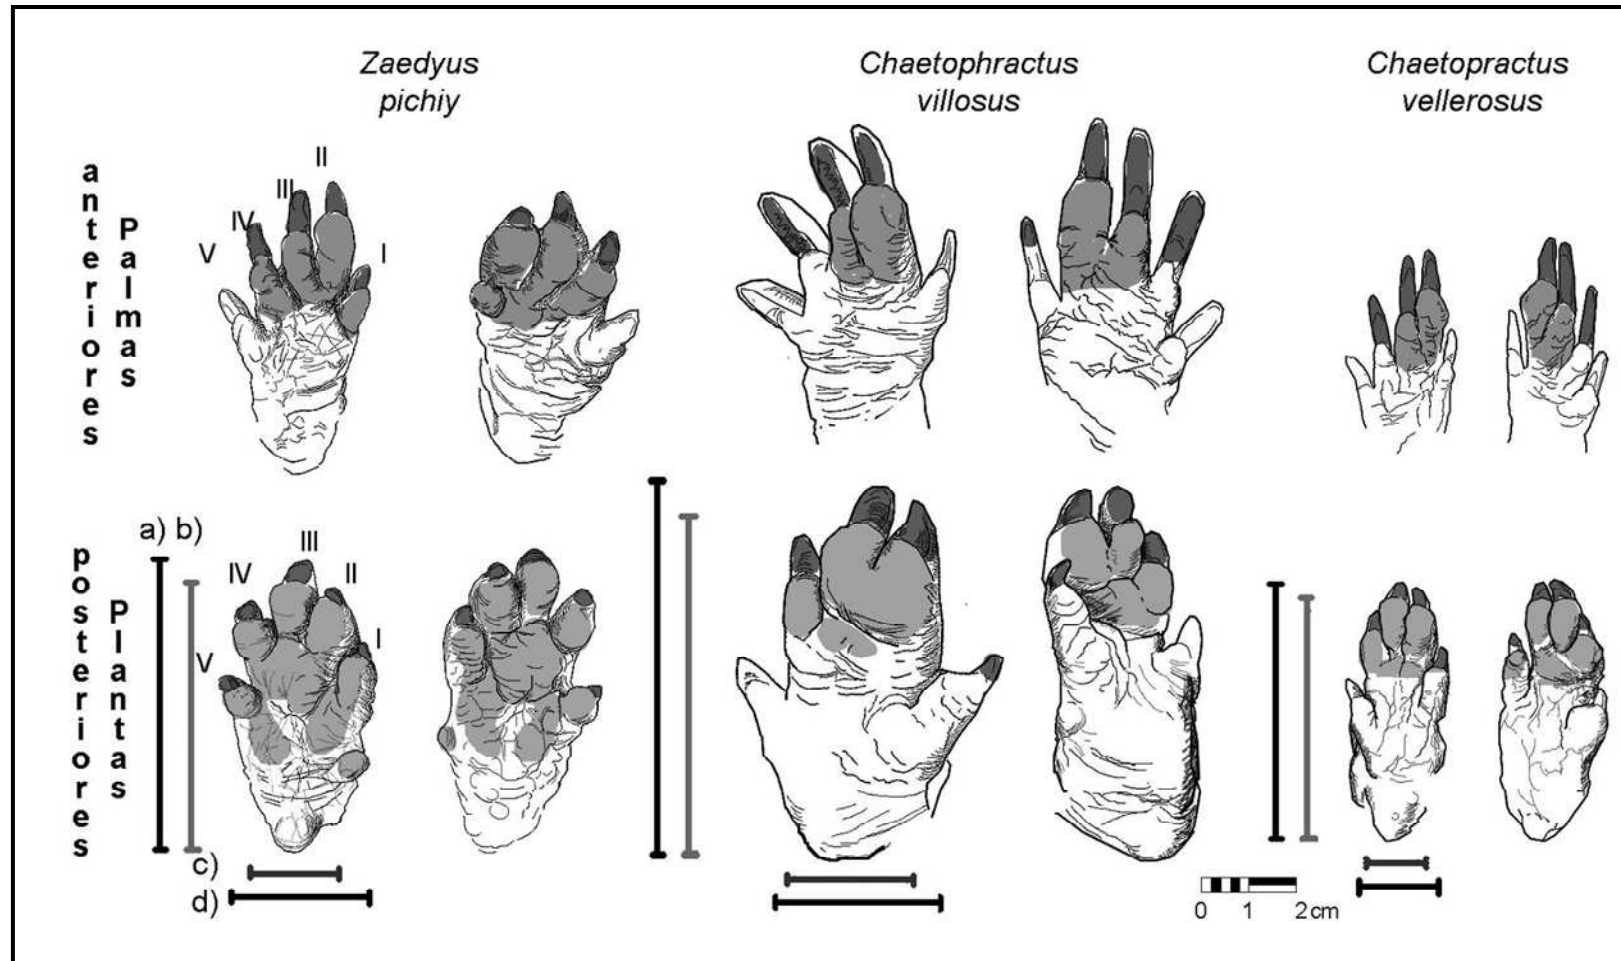 Zaedyus
pichiy
Chaetophractus
villosus
Chaetopractus
vellerosus
anteriores
Palmas
II
III
IV
V
I
posteriores
Plantas
a) b)
III
IV
II
I
V
c)
d)
0 1 2 cm